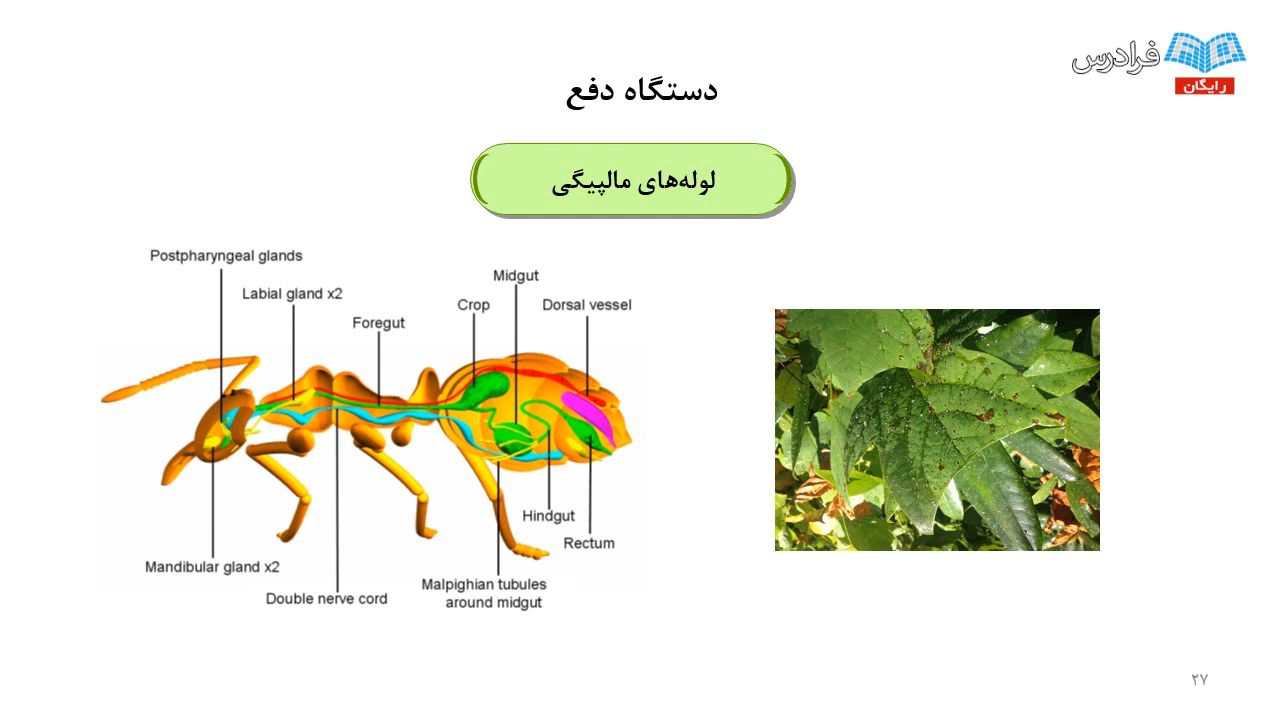 فرادرس
رایگان
دستگاه دفع
لوله‌های مالپیگی
Postpharyngeal glands
Midgut
Labial gland x2
Crop
Dorsal vessel
Foregut
Hindgut
Rectum
Mandibular gland x2
Malpighian tubules
around midgut
Double nerve cord
۲۷